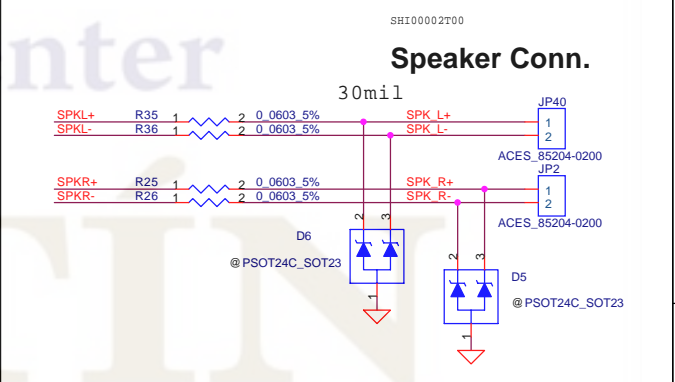 SHI00002T00
nter
Speaker Conn.
30mil
JP40
SPKL+ R35 1 2 0_0603_5% SPK_L+ 1
SPKL- R36 1 2 0_0603_5% SPK_L- 2
ACES_85204-0200
JP2
SPKR+ R25 1 2 0_0603_5% SPK_R+ 1
SPKR- R26 1 2 0_0603_5% SPK_R- 2
ACES_85204-0200
2 3
D6
@PSOT24C_SOT23
1
2 3
D5
@PSOT24C_SOT23
1
TÍN